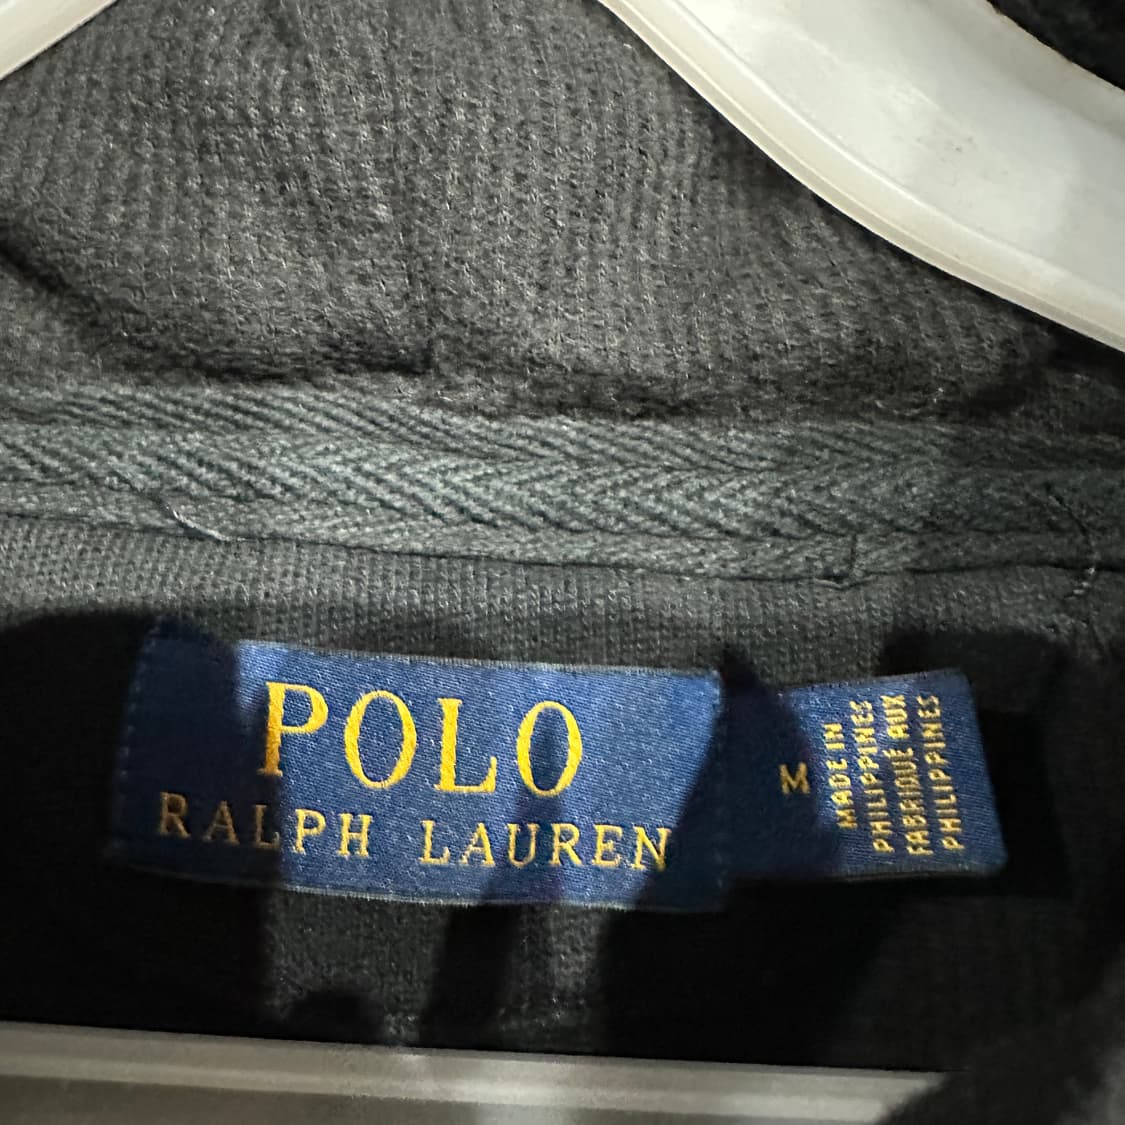 POLO
RALPH LAUREN
M
MADE IN
PHILIPPINES
FABRIQUÉ AUX
PHILIPPINES